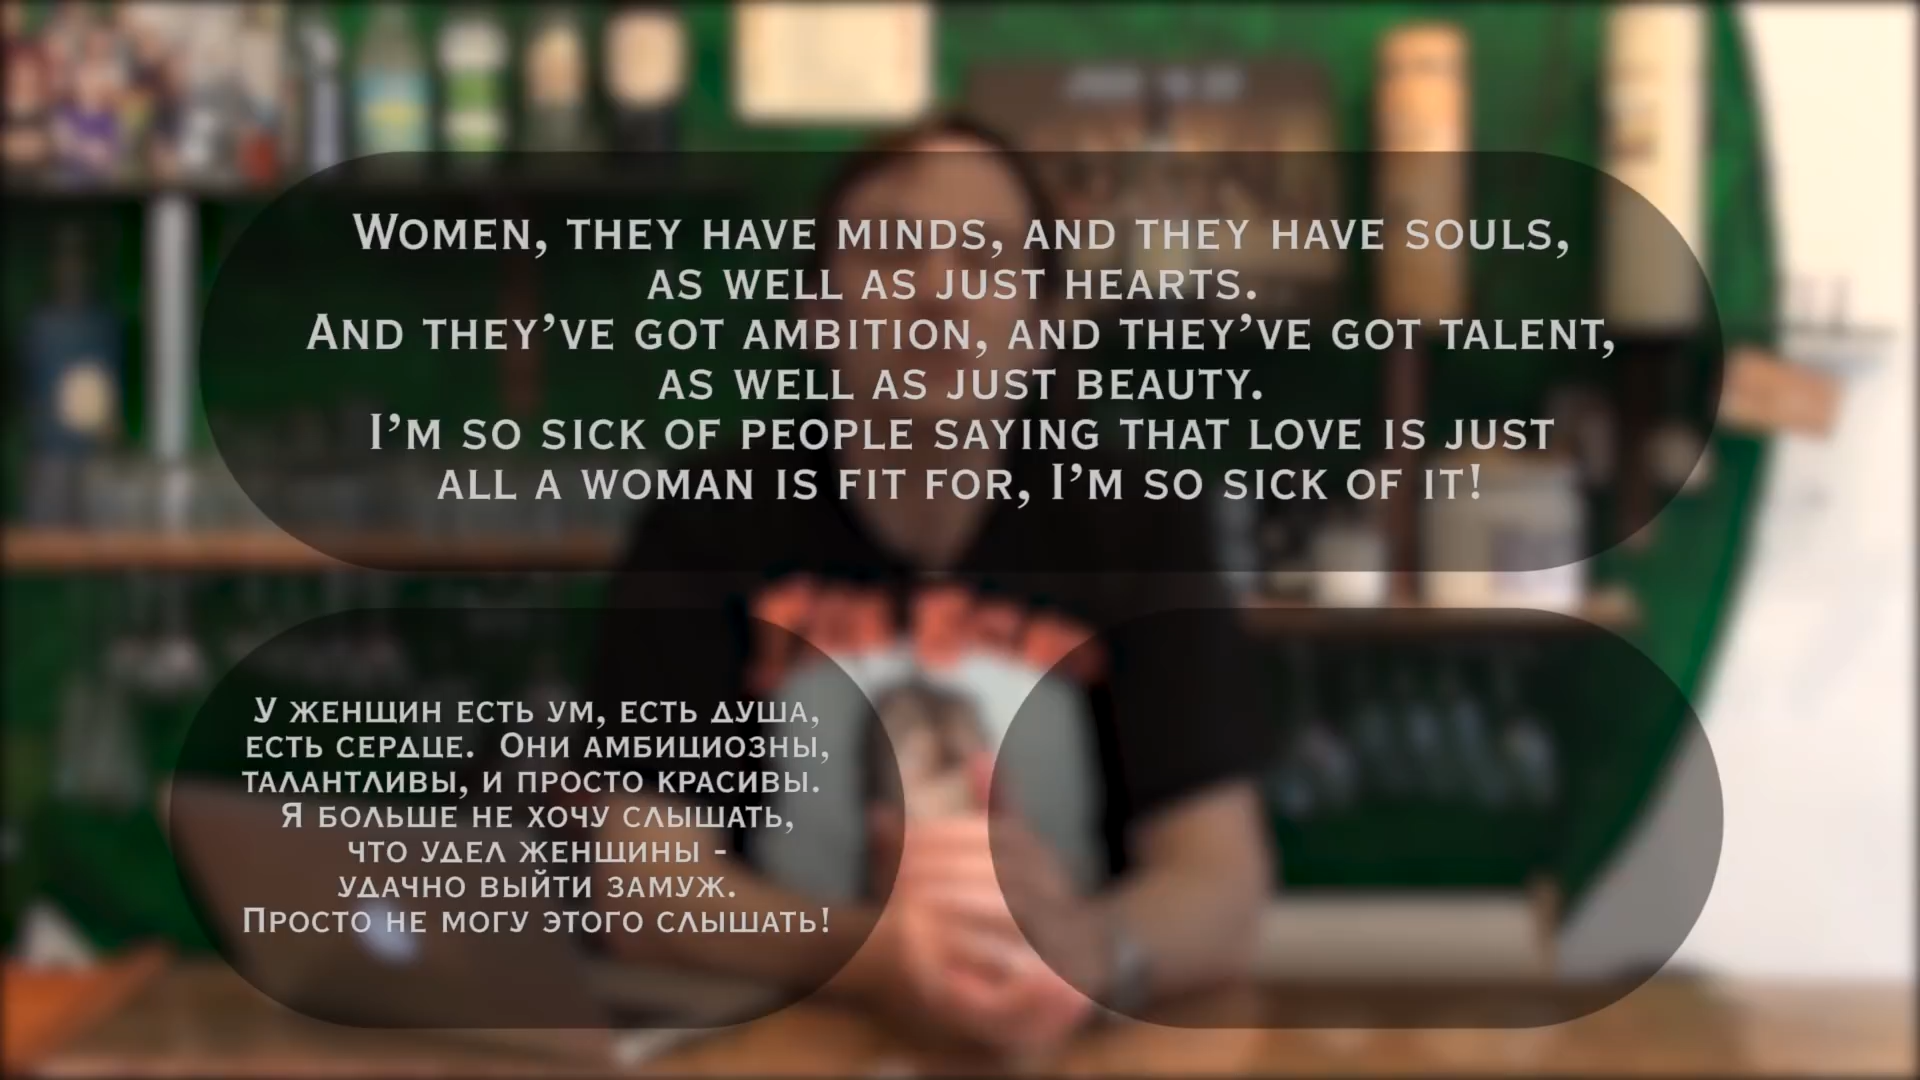 Women, they have minds, and they have souls,
as well as just hearts.
And they’ve got ambition, and they’ve got talent,
as well as just beauty.
I’m so sick of people saying that love is just
all a woman is fit for, I’m so sick of it!
У женщин есть ум, есть душа,
есть сердце. Они амбициозны,
талантливы, и просто красивы.
Я больше не хочу слышать,
что удел женщины -
удачно выйти замуж.
Просто не могу этого слышать!